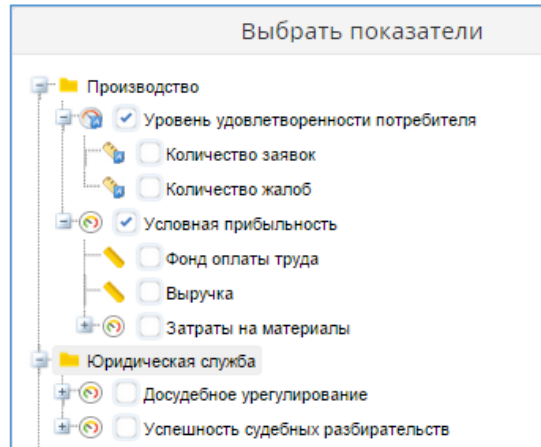 Выбрать показатели
Производство
Уровень удовлетворенности потребителя
Количество заявок
Количество жалоб
Условная прибыльность
Фонд оплаты труда
Выручка
Затраты на материалы
Юридическая служба
Досудебное урегулирование
Успешность судебных разбирательств